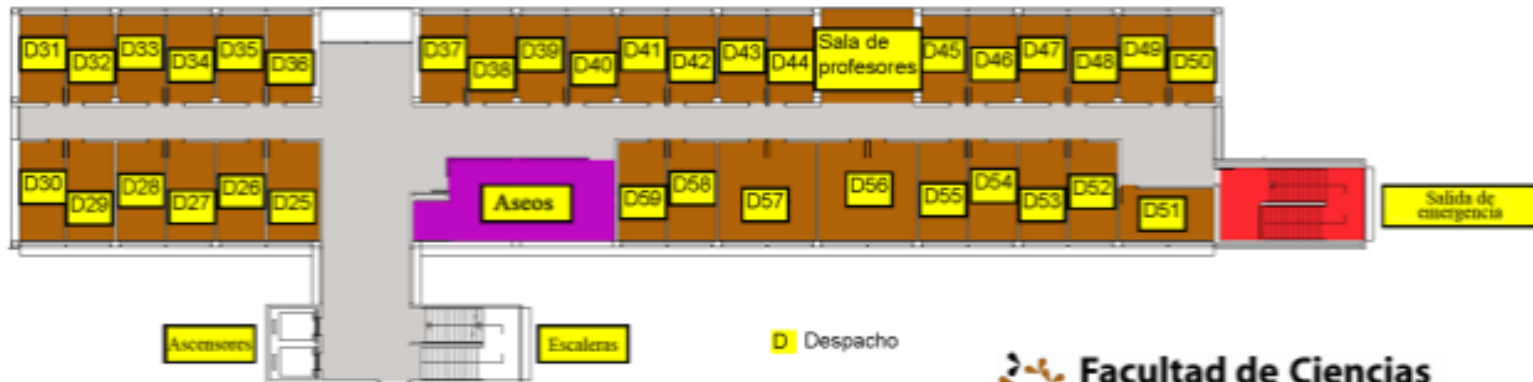 D31 D32 D33 D34 D35 D36 D37 D38 D39 D40 D41 D42 D43 D44 Sala de
profesores
D45 D46 D47 D48 D49 D50
D30 D29 D28 D27 D26 D25 Aseos D59 D58 D57 D56 D55 D54 D53 D52 D51
Salida de
emergencia
Ascensores
Escaleras
D Despacho
Facultad de Ciencias